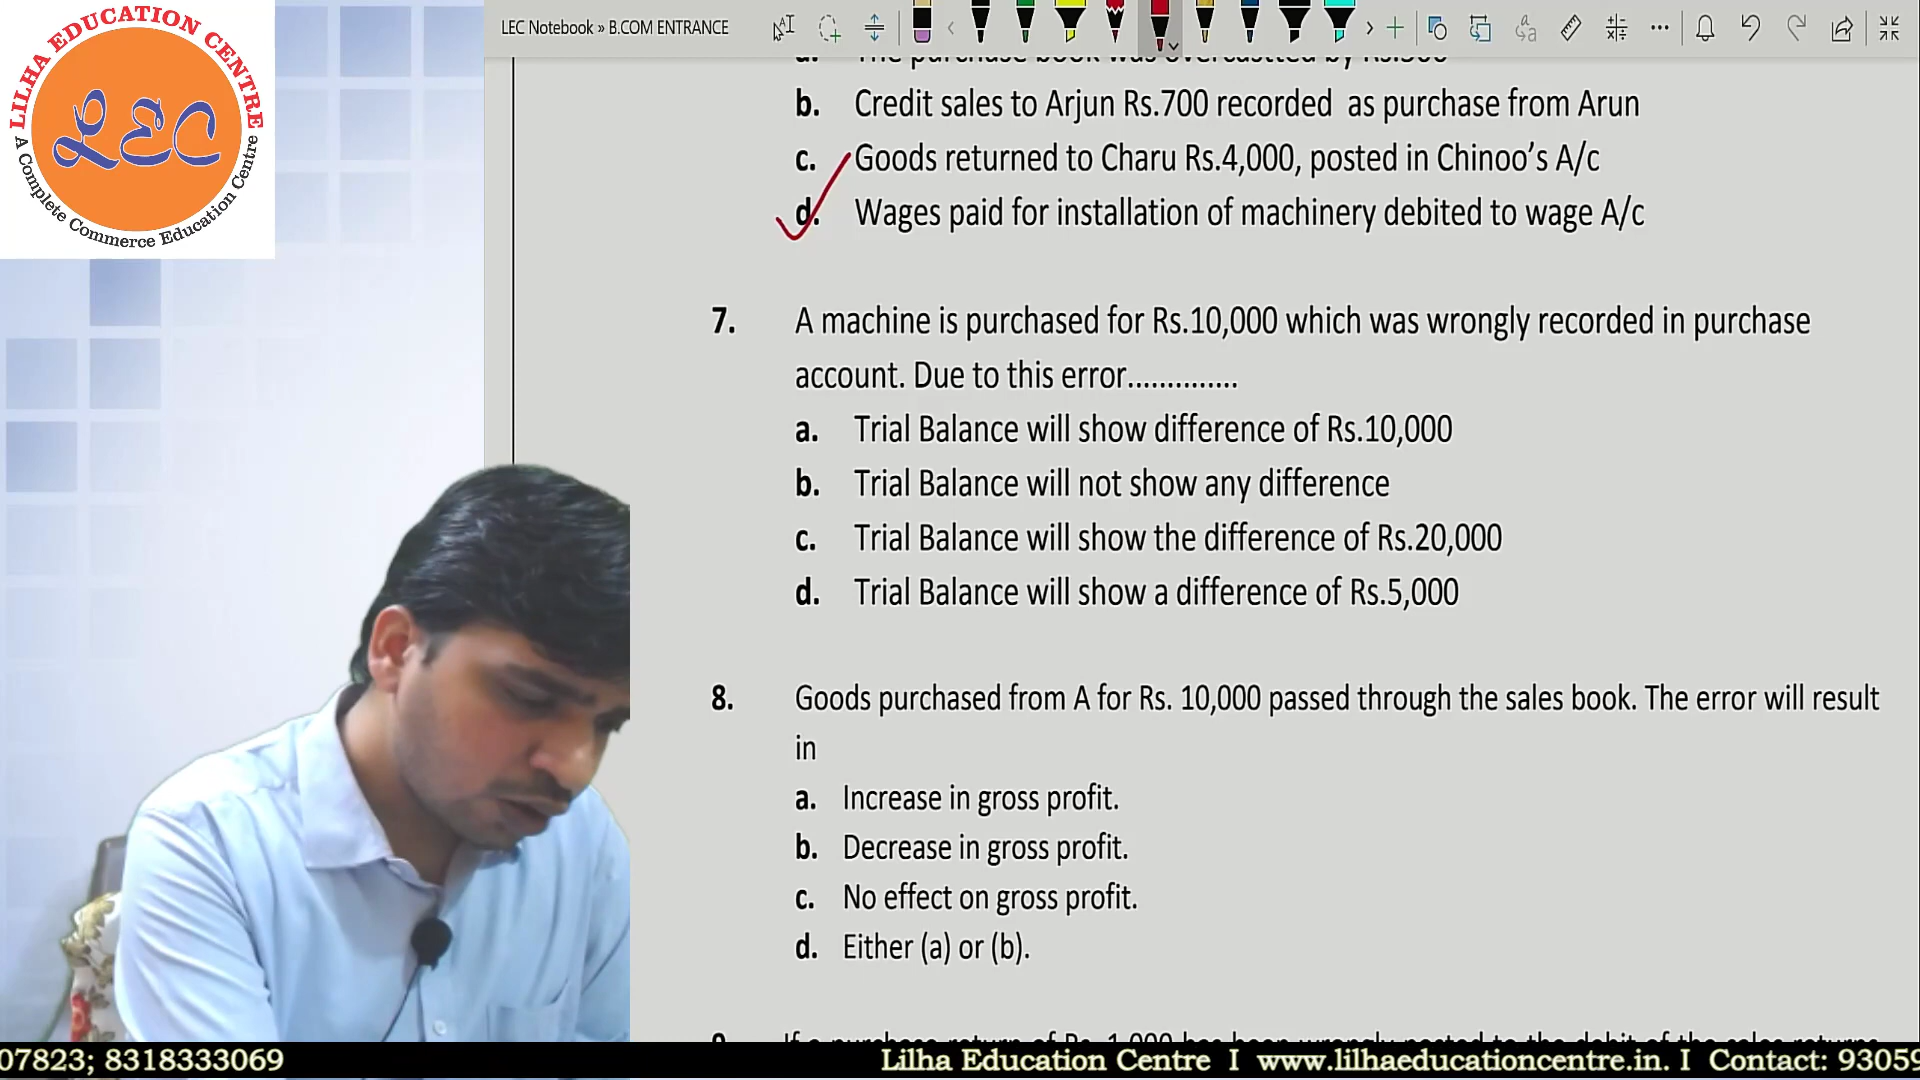 LILHA EDUCATION CENTRE
LEC
A Complete Commerce Education Centre
LEC Notebook » B.COM ENTRANCE
b. Credit sales to Arjun Rs.700 recorded as purchase from Arun
c. Goods returned to Charu Rs.4,000, posted in Chinoo's A/c
d. Wages paid for installation of machinery debited to wage A/c
7. A machine is purchased for Rs.10,000 which was wrongly recorded in purchase
account. Due to this error..............
a. Trial Balance will show difference of Rs.10,000
b. Trial Balance will not show any difference
c. Trial Balance will show the difference of Rs.20,000
d. Trial Balance will show a difference of Rs.5,000
8. Goods purchased from A for Rs. 10,000 passed through the sales book. The error will result
in
a. Increase in gross profit.
b. Decrease in gross profit.
c. No effect on gross profit.
d. Either (a) or (b).
07823; 8318333069 Lilha Education Centre I www.lilhaeducationcentre.in. I Contact: 93059